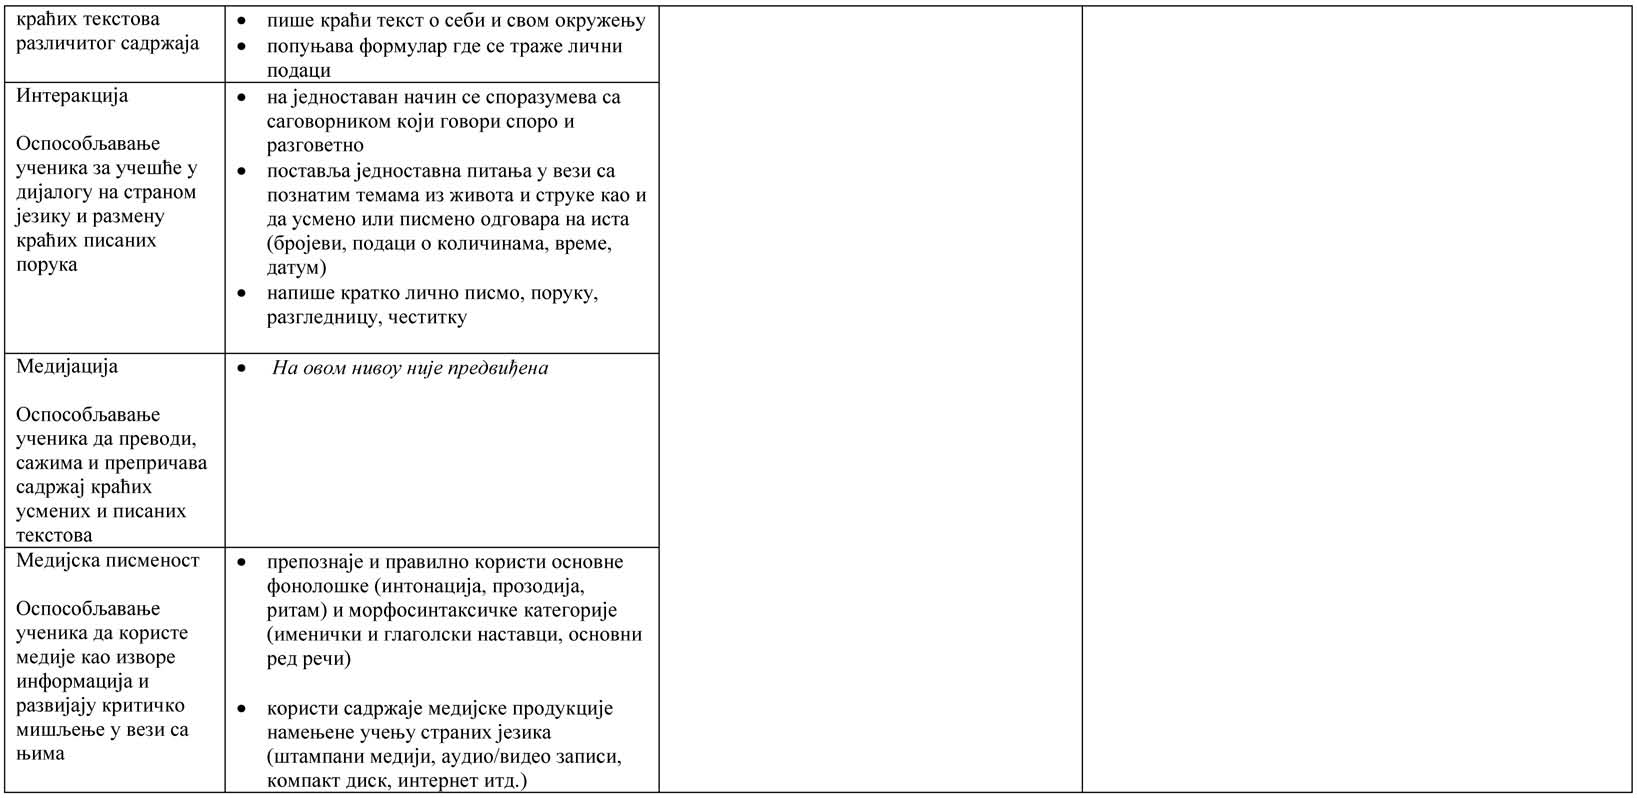 краћих текстова
различитог садржаја
• пише краћи текст о себи и свом окружењу
• попуњава формулар где се траже лични
подаци
Интеракција
Оспособљавање
ученика за учешће у
дијалогу на страном
језику и размену
краћих писаних
порука
• на једноставан начин се споразумева са
саговорником који говори споро и
разговетно
• поставља једноставна питања у вези са
познатим темама из живота и струке као и
да усмено или писмено одговара на иста
(бројеви, подаци о количинама, време,
датум)
• напише кратко лично писмо, поруку,
разгледницу, честитку
Медијација
Оспособљавање
ученика да преводи,
сажима и препричава
садржај краћих
усмених и писаних
текстова
• На овом нивоу није предвиђена
Медијска писменост
Оспособљавање
ученика да користе
медије као изворе
информација и
развијају критичко
мишљење у вези са
њима
• препознаје и правилно користи основне
фонолошке (интонација, прозодија,
ритам) и морфосинтаксичке категорије
(именички и глаголски наставци, основни
ред речи)
• користи садржаје медијске продукције
намењене учењу страних језика
(штампани медији, аудио/видео записи,
компакт диск, интернет итд.)